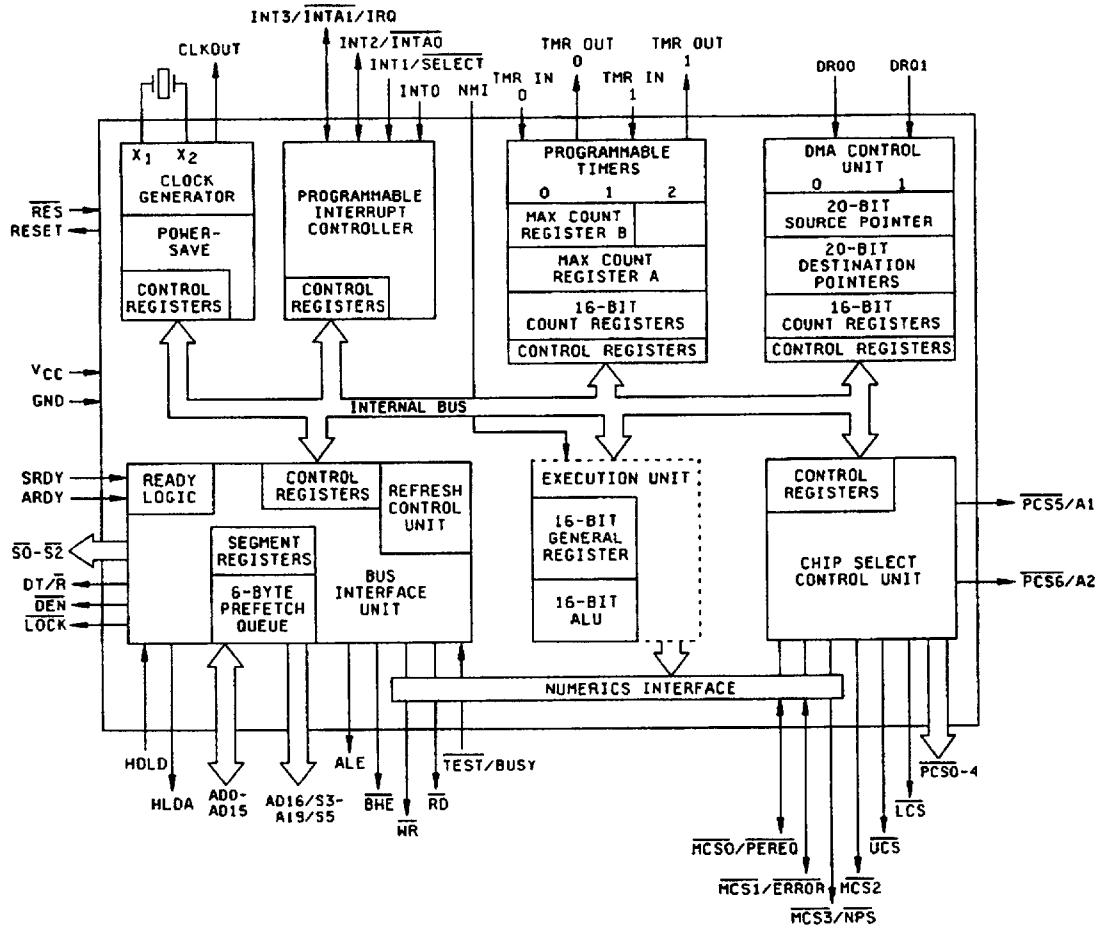 INT3/INTA1/IRQ
INT2/INTA0
INT1/SELECT
INT0 NMI
CLKOUT
TMR IN 0
TMR OUT 0
TMR IN 1
TMR OUT 1
DRQ0
DRQ1
X1 X2
CLOCK
GENERATOR
POWER-
SAVE
CONTROL
REGISTERS
PROGRAMMABLE
INTERRUPT
CONTROLLER
CONTROL
REGISTERS
PROGRAMMABLE
TIMERS
0 1 2
MAX COUNT
REGISTER B
MAX COUNT
REGISTER A
16-BIT
COUNT REGISTERS
CONTROL REGISTERS
DMA CONTROL
UNIT
0 1
20-BIT
SOURCE POINTER
20-BIT
DESTINATION
POINTERS
16-BIT
COUNT REGISTERS
CONTROL REGISTERS
RES
RESET
VCC
GND
INTERNAL BUS
SRDY
ARDY
S0-S2
DT/R
DEN
LOCK
READY
LOGIC
CONTROL
REGISTERS
REFRESH
CONTROL
UNIT
SEGMENT
REGISTERS
6-BYTE
PREFETCH
QUEUE
BUS
INTERFACE
UNIT
EXECUTION UNIT
16-BIT
GENERAL
REGISTER
16-BIT
ALU
CONTROL
REGISTERS
CHIP SELECT
CONTROL UNIT
PCS5/A1
PCS6/A2
NUMERICS INTERFACE
HOLD
HLDA
AD0-
AD15
AD16/S3-
A19/S5
ALE
BHE
WR
RD
TEST/BUSY
MCS0/PEREQ
MCS1/ERROR
MCS3/NPS
MCS2
UCS
LCS
PCS0-4